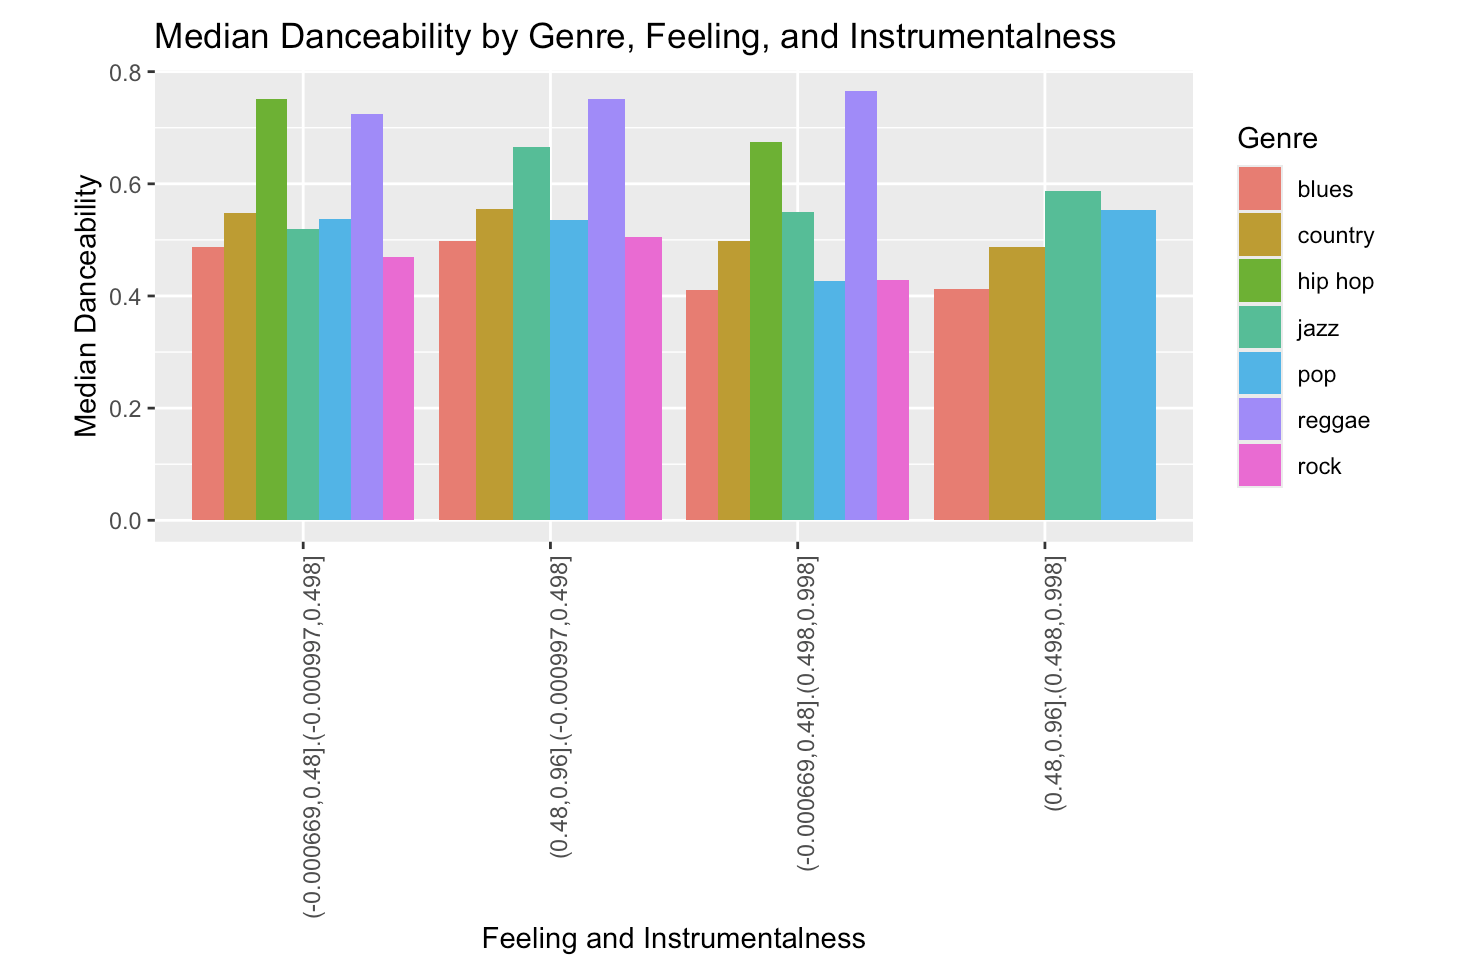 Median Danceability by Genre, Feeling, and Instrumentalness
Median Danceability
0.8
0.6
0.4
0.2
0.0
(-0.000669,0.48].(-0.000997,0.498]
(0.48,0.96].(-0.000997,0.498]
(-0.000669,0.48].(0.498,0.998]
(0.48,0.96].(0.498,0.998]
Feeling and Instrumentalness
Genre
blues
country
hip hop
jazz
pop
reggae
rock